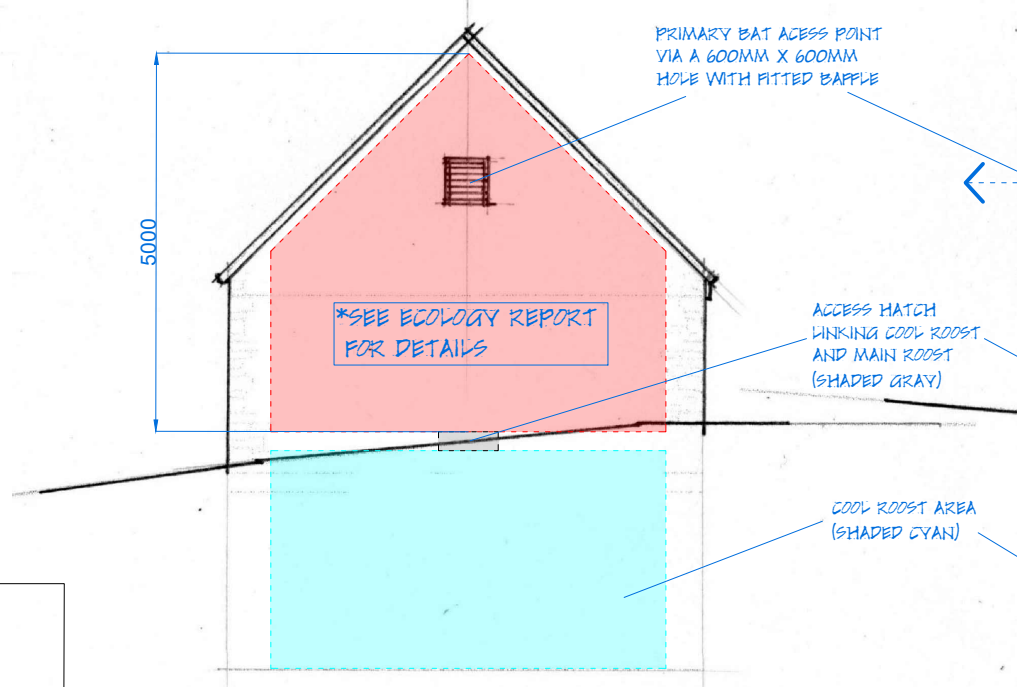 PRIMARY BAT ACESS POINT
VIA A 600MM X 600MM
HOLE WITH FITTED BAFFLE
5000
*SEE ECOLOGY REPORT
FOR DETAILS
ACCESS HATCH
LINKING COOL ROOST
AND MAIN ROOST
(SHADED GRAY)
COOL ROOST AREA
(SHADED CYAN)